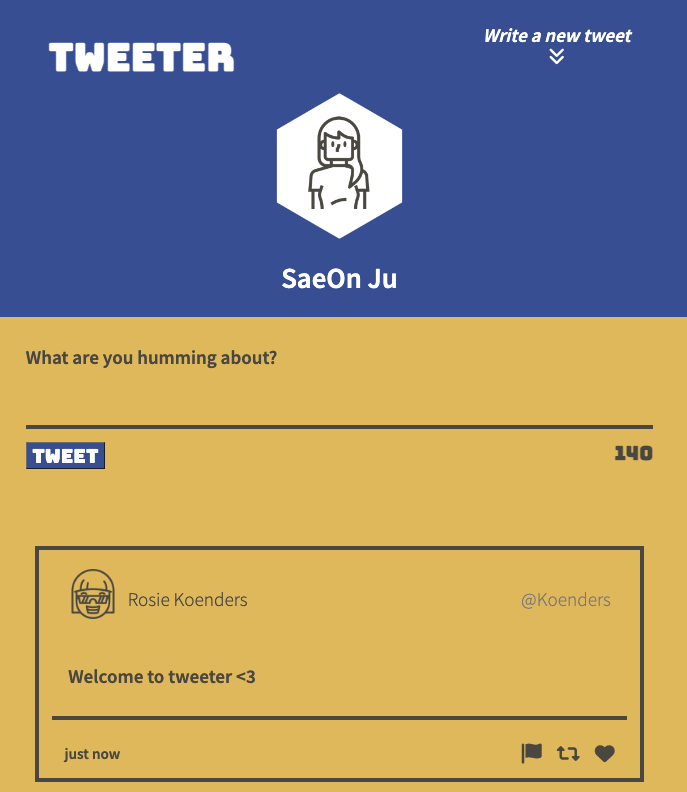 TWEETER
Write a new tweet
SaeOn Ju
What are you humming about?
TWEET
140
Rosie Koenders
@Koenders
Welcome to tweeter <3
just now